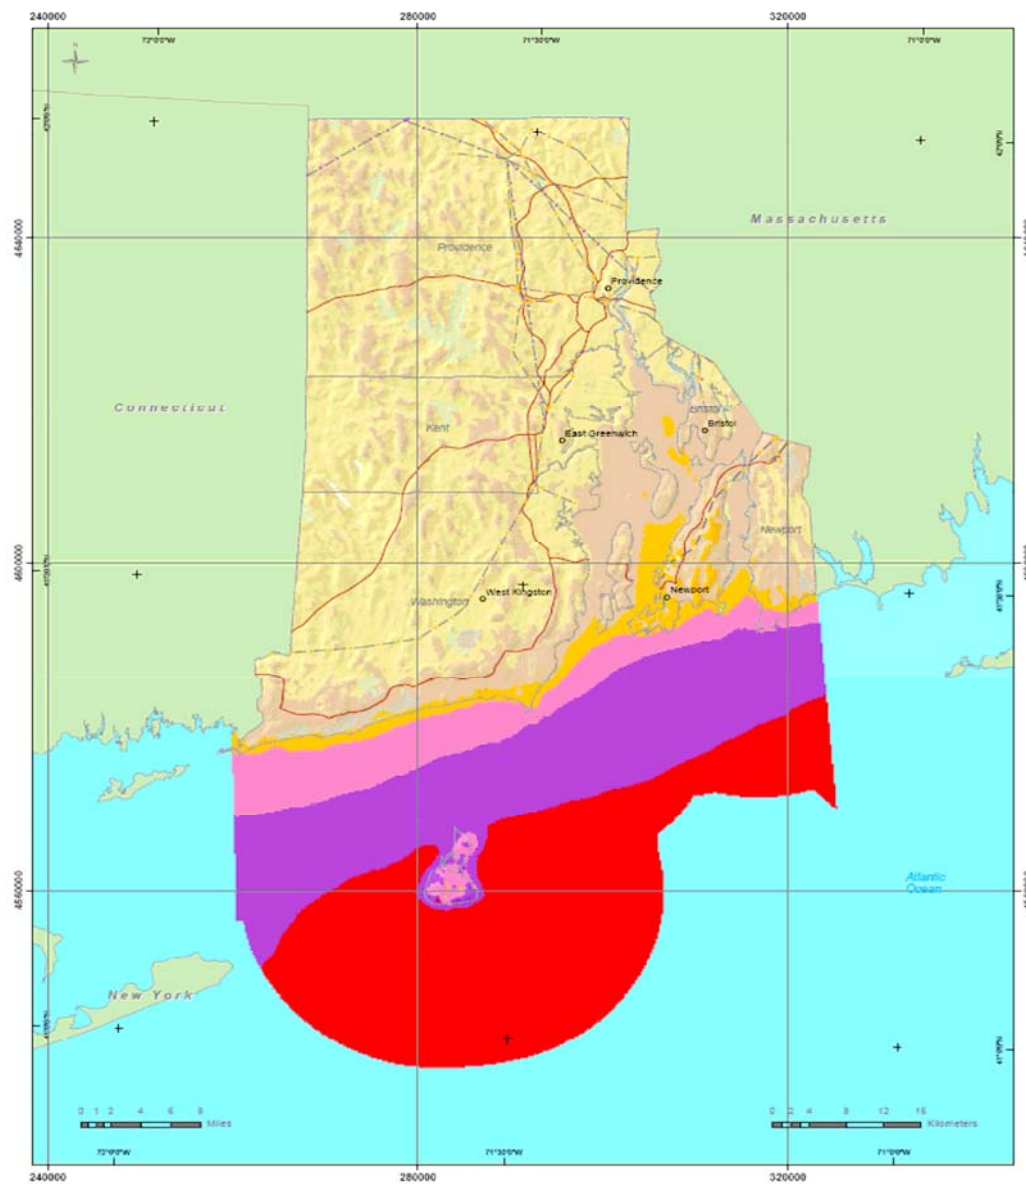 240000 280000 320000
72°0'0"W 71°30'0"W 71°0'0"W
N
Massachusetts
4640000
Providence
Providence
Connecticut
Bristol
Bristol
Kent
East Greenwich
Newport
4600000
West Kingston
Washington
Newport
Atlantic
Ocean
4560000
New York
0 1 2 4 6 8
Miles
0 2 4 8 12 16
Kilometers
72°0'0"W 71°30'0"W 71°0'0"W
240000 280000 320000